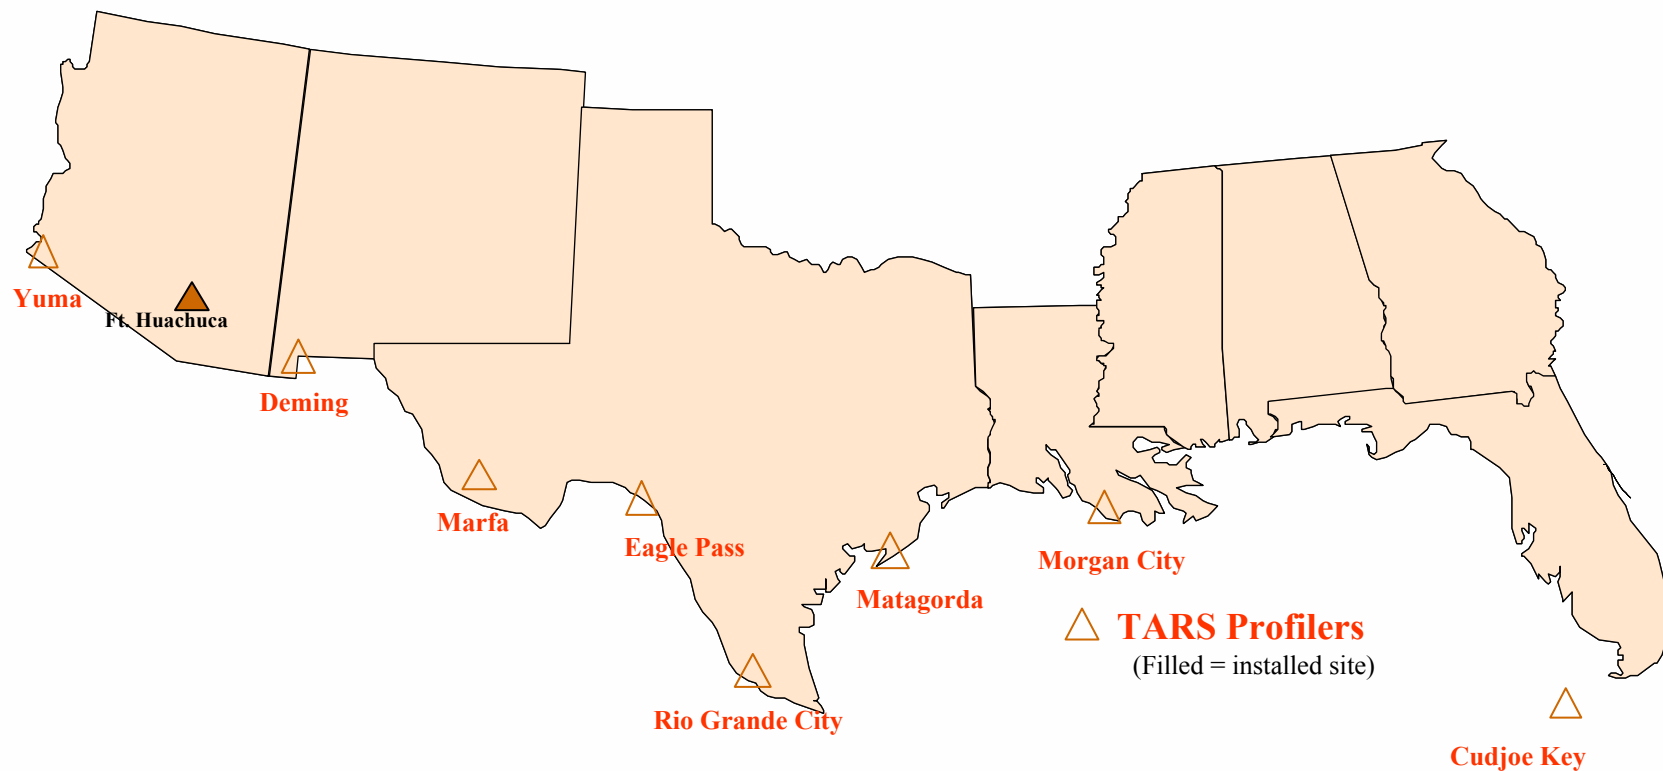 Yuma
Ft. Huachuca
Deming
Marfa
Eagle Pass
Matagorda
Morgan City
TARS Profilers
(Filled = installed site)
Rio Grande City
Cudjoe Key